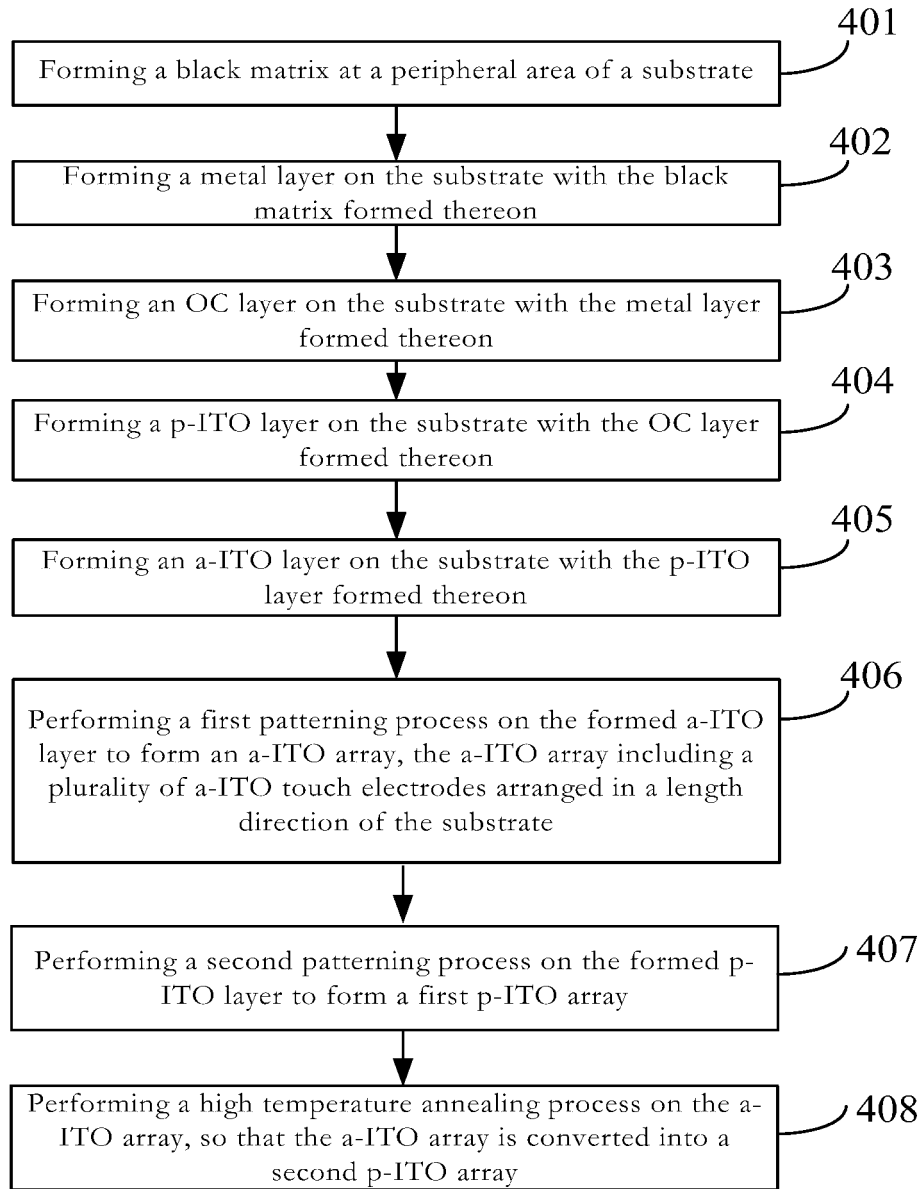 401
Forming a black matrix at a peripheral area of a substrate
402
Forming a metal layer on the substrate with the black
matrix formed thereon
403
Forming an OC layer on the substrate with the metal layer
formed thereon
404
Forming a p-ITO layer on the substrate with the OC layer
formed thereon
405
Forming an a-ITO layer on the substrate with the p-ITO
layer formed thereon
406
Performing a first patterning process on the formed a-ITO
layer to form an a-ITO array, the a-ITO array including a
plurality of a-ITO touch electrodes arranged in a length
direction of the substrate
407
Performing a second patterning process on the formed p-
ITO layer to form a first p-ITO array
408
Performing a high temperature annealing process on the a-
ITO array, so that the a-ITO array is converted into a
second p-ITO array